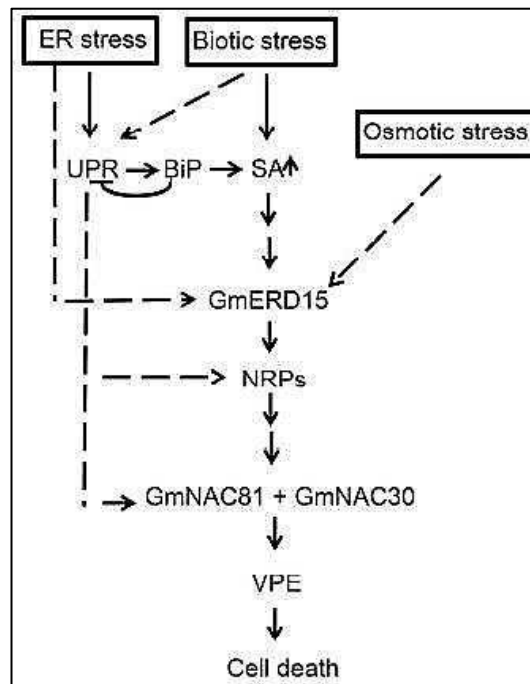 ER stress Biotic stress
Osmotic stress
UPR BiP SA
GmERD15
NRPs
GmNAC81 + GmNAC30
VPE
Cell death